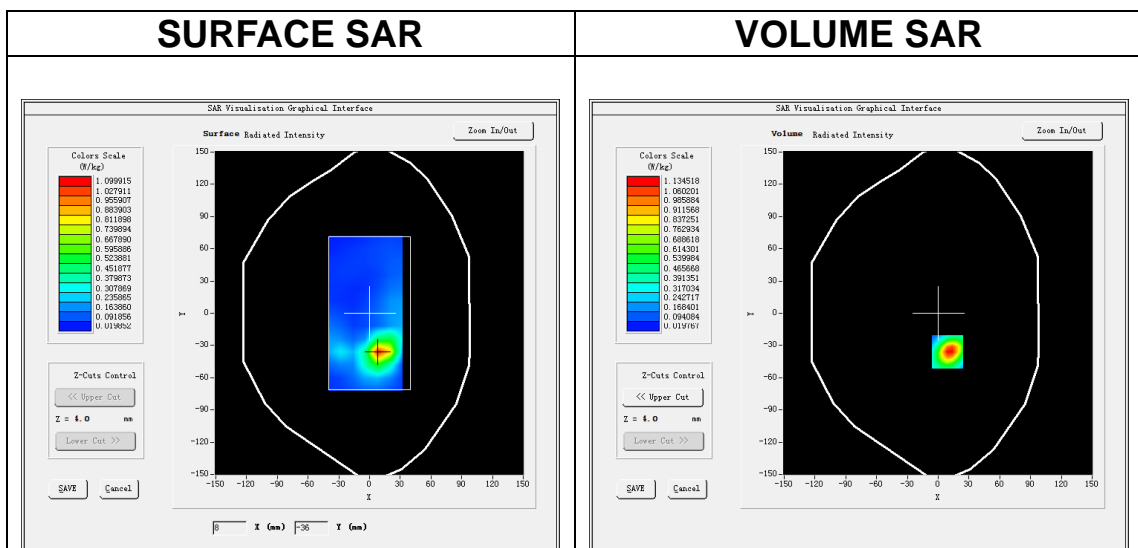 SURFACE SAR
VOLUME SAR
SAR Visualisation Graphical Interface
Surface Radiated Intensity
Zoom In/Out
Colors Scale
(W/kg)
1.099915
1.027911
0.955907
0.883903
0.811898
0.739894
0.667890
0.595886
0.523881
0.451877
0.379873
0.307869
0.235865
0.163860
0.091856
0.019852
150
120
90
60
30
0
-30
-60
-90
-120
-150
Y
-150 -120 -90 -60 -30 0 30 60 90 120 150
X
Z-Cuts Control
<< Upper Cut
Z = 4.0 mm
Lower Cut >>
SAVE Cancel
8 X (mm) -36 Y (mm)
SAR Visualisation Graphical Interface
Volume Radiated Intensity
Zoom In/Out
Colors Scale
(W/kg)
1.134518
1.060201
0.985884
0.911568
0.837251
0.762934
0.688618
0.614301
0.539984
0.465668
0.391351
0.317034
0.242717
0.168401
0.094084
0.019767
150
120
90
60
30
0
-30
-60
-90
-120
-150
Y
-150 -120 -90 -60 -30 0 30 60 90 120 150
X
Z-Cuts Control
<< Upper Cut
Z = 4.0 mm
Lower Cut >>
SAVE Cancel